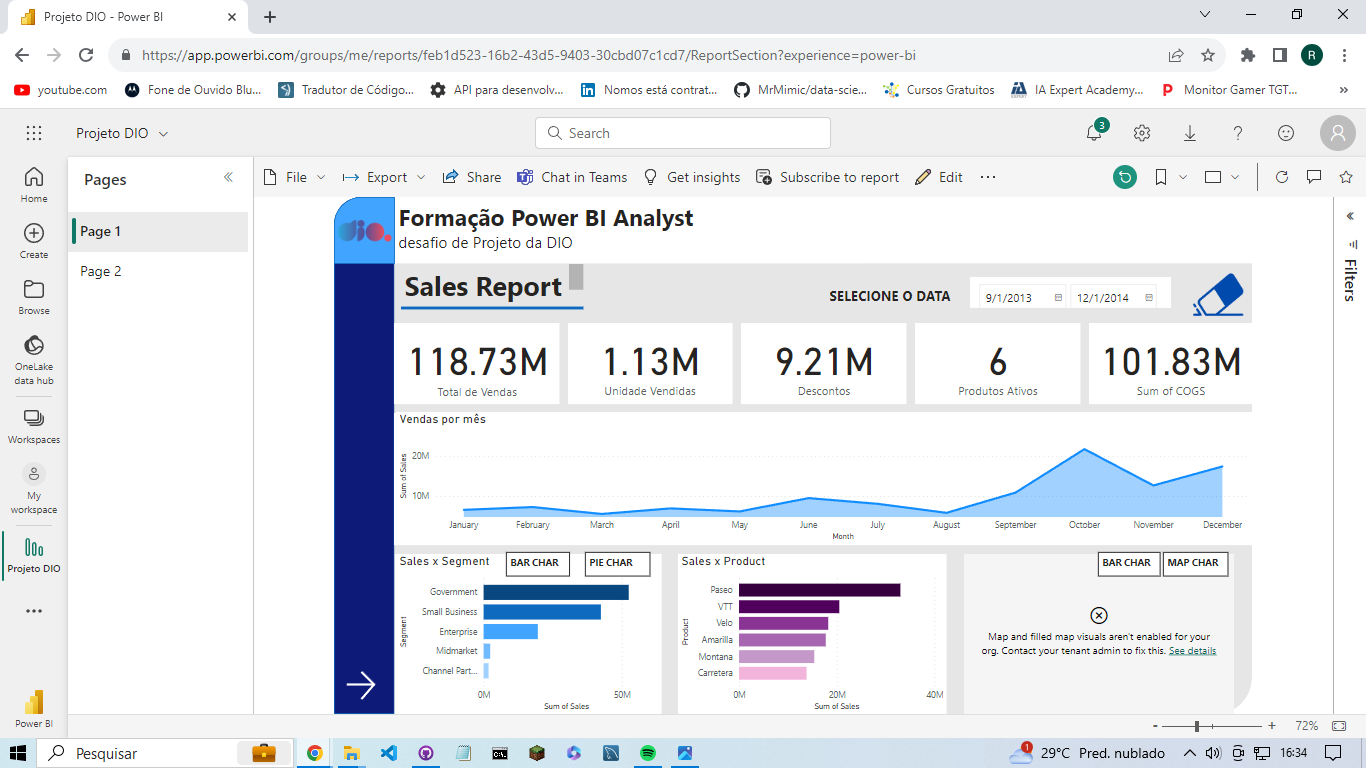 Projeto DIO - Power BI
https://app.powerbi.com/groups/me/reports/feb1d523-16b2-43d5-9403-30cbd07c1cd7/ReportSection?experience=power-bi
R
youtube.com
Fone de Ouvido Blu...
Tradutor de Código...
API para desenvolv...
Nomos está contrat...
MrMimic/data-scie...
Cursos Gratuitos
IA Expert Academy...
Monitor Gamer TGT...
Projeto DIO
Search
3
Home
Create
Browse
OneLake
data hub
Workspaces
My
workspace
Projeto DIO
Power BI
Pages
Page 1
Page 2
File
Export
Share
Chat in Teams
Get insights
Subscribe to report
Edit
Filters
dio.
Formação Power BI Analyst
desafio de Projeto da DIO
Sales Report
SELECIONE O DATA
9/1/2013
12/1/2014
118.73M
Total de Vendas
1.13M
Unidade Vendidas
9.21M
Descontos
6
Produtos Ativos
101.83M
Sum of COGS
Vendas por mês
Sum of Sales
20M
10M
January
February
March
April
May
June
July
August
September
October
November
December
Month
Sales x Segment
BAR CHAR
PIE CHAR
Segment
Government
Small Business
Enterprise
Midmarket
Channel Part...
0M
50M
Sum of Sales
Sales x Product
Product
Paseo
VTT
Velo
Amarilla
Montana
Carretera
0M
20M
40M
Sum of Sales
BAR CHAR
MAP CHAR
Map and filled map visuals aren't enabled for your
org. Contact your tenant admin to fix this. See details
- + 72%
Pesquisar
1
29°C Pred. nublado
16:34